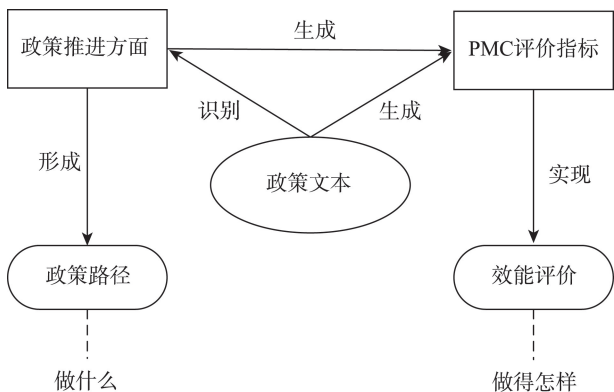 生成
政策推进方面
PMC评价指标
识别
生成
形成
政策文本
实现
政策路径
效能评价
做什么
做得怎样